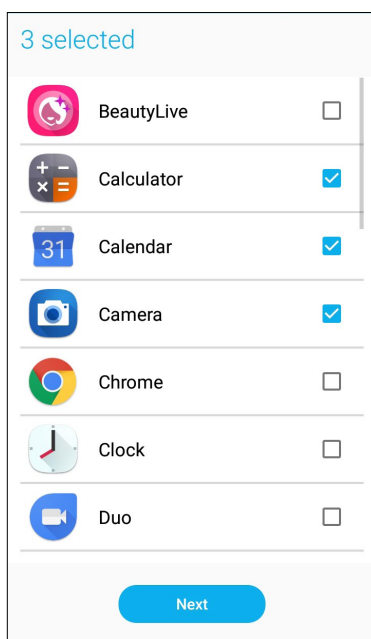 3 selected
BeautyLive
Calculator
31
Calendar
Camera
Chrome
Clock
Duo
Next